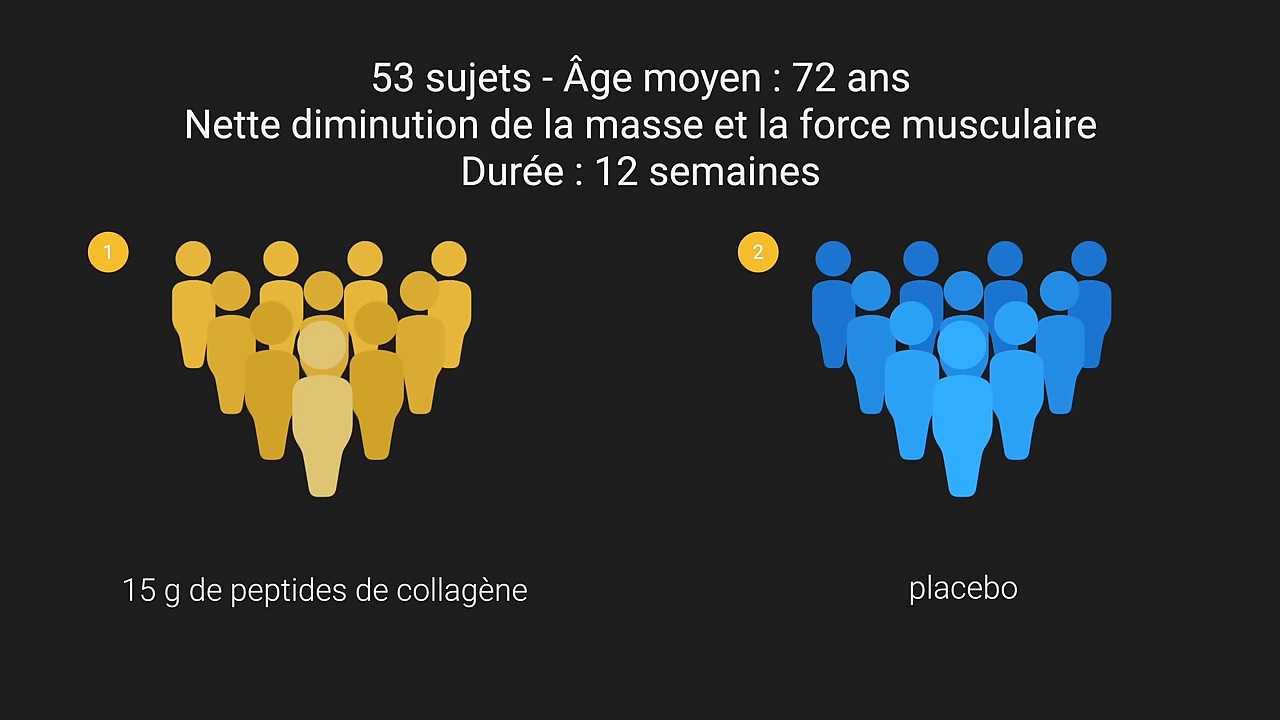 53 sujets - Âge moyen : 72 ans
Nette diminution de la masse et la force musculaire
Durée : 12 semaines
1
2
15 g de peptides de collagène
placebo